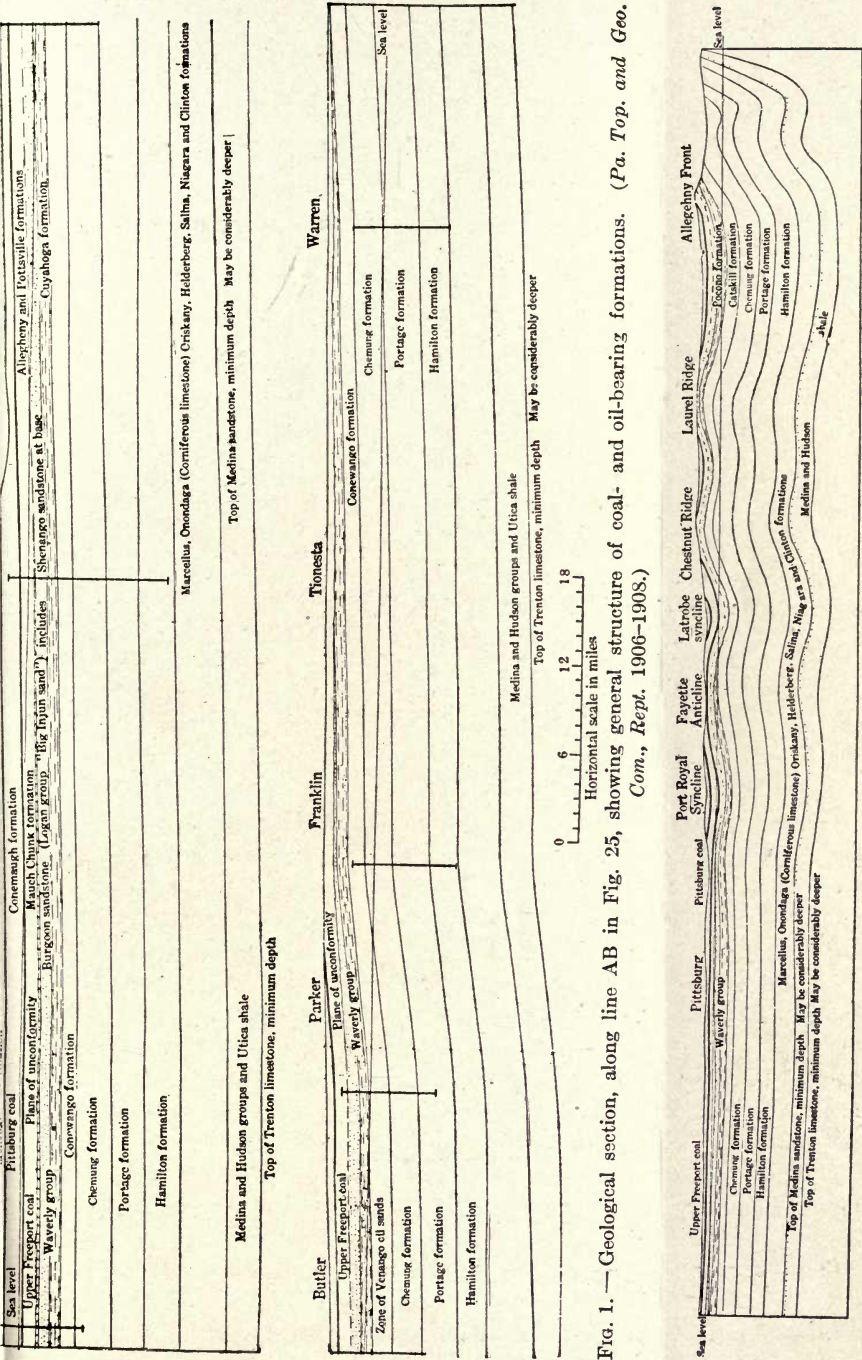 Sea level
Pittsburg coal
Conemaugh formation
Allegheny and Pottsville formations
Upper Freeport coal
Plane of unconformity
Mauch Chunk formation
Burgoon sandstone (Logan group "Big Injun sand") includes
Shenango sandstone at base
Cuyahoga formation
Waverly group
Conewango formation
Chemung formation
Portage formation
Hamilton formation
Marcellus, Onondaga (Corniferous limestone) Oriskany, Helderberg, Salina, Niagara and Clinton formations
Top of Medina sandstone, minimum depth May be considerably deeper
Medina and Hudson groups and Utica shale
Top of Trenton limestone, minimum depth
Butler
Parker
Franklin
Tionesta
Warren
Upper Freeport coal
Plane of unconformity
Waverly group
Conewango formation
Sea level
Zone of Venango oil sands
Chemung formation
Portage formation
Hamilton formation
Chemung formation
Portage formation
Hamilton formation
Medina and Hudson groups and Utica shale
Top of Trenton limestone, minimum depth May be considerably deeper
0 6 12 18
Horizontal scale in miles
FIG. 1. — Geological section, along line AB in Fig. 25, showing general structure of coal- and oil-bearing formations. (Pa. Top. and Geo.
Com., Rept. 1906–1908.)
Sea level
Upper Freeport coal
Pittsburg
Pittsburg coal
Port Royal
Syncline
Fayette
Anticline
Latrobe
syncline
Chestnut Ridge
Laurel Ridge
Allegehny Front
Sea level
Waverly group
Chemung formation
Portage formation
Hamilton formation
Pocono formation
Catskill formation
Chemung formation
Portage formation
Hamilton formation
Marcellus, Onondaga (Corniferous limestone) Oriskany, Helderberg, Salina, Niagara and Clinton formations
Top of Medina sandstone, minimum depth May be considerably deeper
Top of Trenton limestone, minimum depth May be considerably deeper
Medina and Hudson
shale